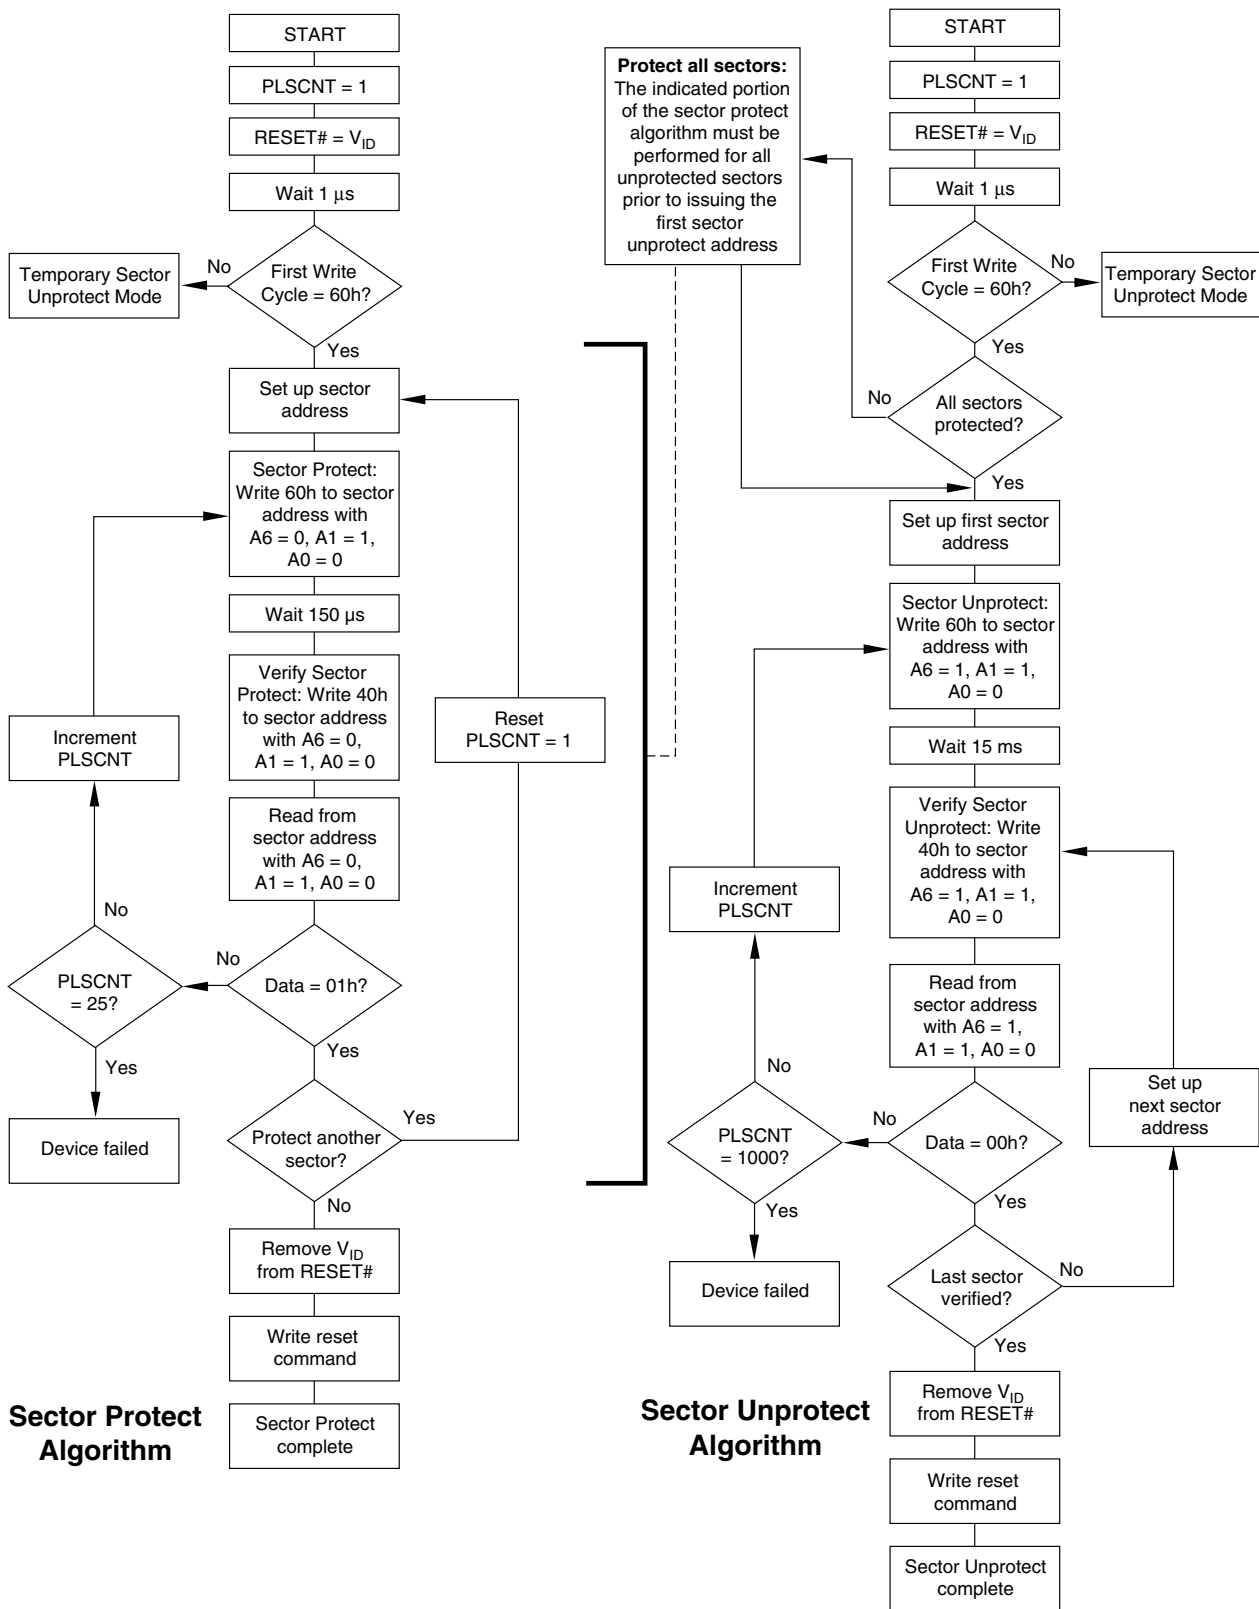 START
PLSCNT = 1
RESET# = VID
Wait 1 μs
First Write
Cycle = 60h?
No
Temporary Sector
Unprotect Mode
Yes
Set up sector
address
Sector Protect:
Write 60h to sector
address with
A6 = 0, A1 = 1,
A0 = 0
Wait 150 µs
Verify Sector
Protect: Write 40h
to sector address
with A6 = 0,
A1 = 1, A0 = 0
Increment
PLSCNT
Reset
PLSCNT = 1
Read from
sector address
with A6 = 0,
A1 = 1, A0 = 0
No
PLSCNT
= 25?
No
Data = 01h?
Yes
Yes
Device failed
Protect another
sector?
Yes
No
Remove VID
from RESET#
Write reset
command
Sector Protect
complete
Sector Protect
Algorithm
Protect all sectors:
The indicated portion
of the sector protect
algorithm must be
performed for all
unprotected sectors
prior to issuing the
first sector
unprotect address
START
PLSCNT = 1
RESET# = VID
Wait 1 μs
First Write
Cycle = 60h?
No
Temporary Sector
Unprotect Mode
Yes
No
All sectors
protected?
Yes
Set up first sector
address
Sector Unprotect:
Write 60h to sector
address with
A6 = 1, A1 = 1,
A0 = 0
Wait 15 ms
Verify Sector
Unprotect: Write
40h to sector
address with
A6 = 1, A1 = 1,
A0 = 0
Increment
PLSCNT
Read from
sector address
with A6 = 1,
A1 = 1, A0 = 0
No
Set up
next sector
address
PLSCNT
= 1000?
No
Data = 00h?
Yes
Yes
Device failed
Last sector
verified?
No
Yes
Remove VID
from RESET#
Write reset
command
Sector Unprotect
complete
Sector Unprotect
Algorithm